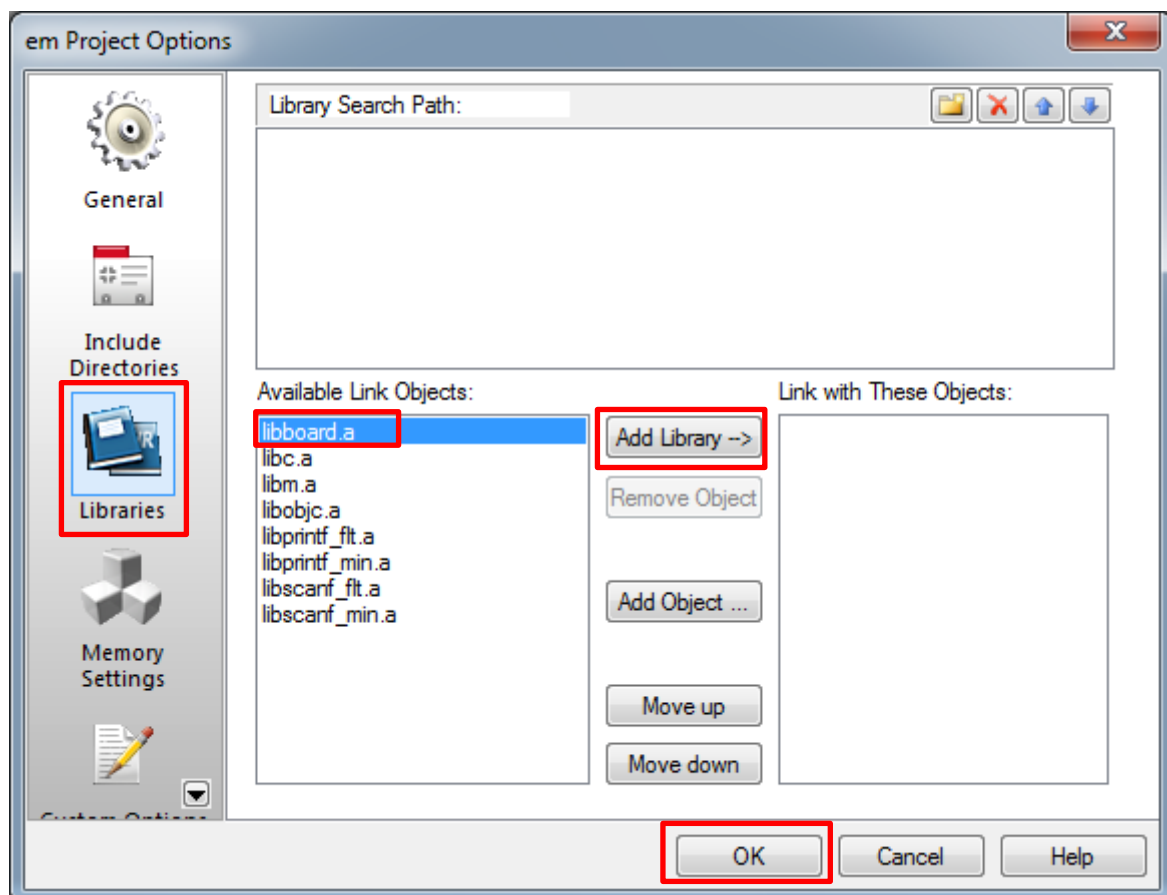 em Project Options
General
Include
Directories
Libraries
Memory
Settings
Custom Options
Library Search Path:
Available Link Objects:
libboard.a
libc.a
libm.a
libobjc.a
libprintf_flt.a
libprintf_min.a
libscanf_flt.a
libscanf_min.a
Add Library -->
Remove Object
Add Object ...
Move up
Move down
Link with These Objects:
OK
Cancel
Help